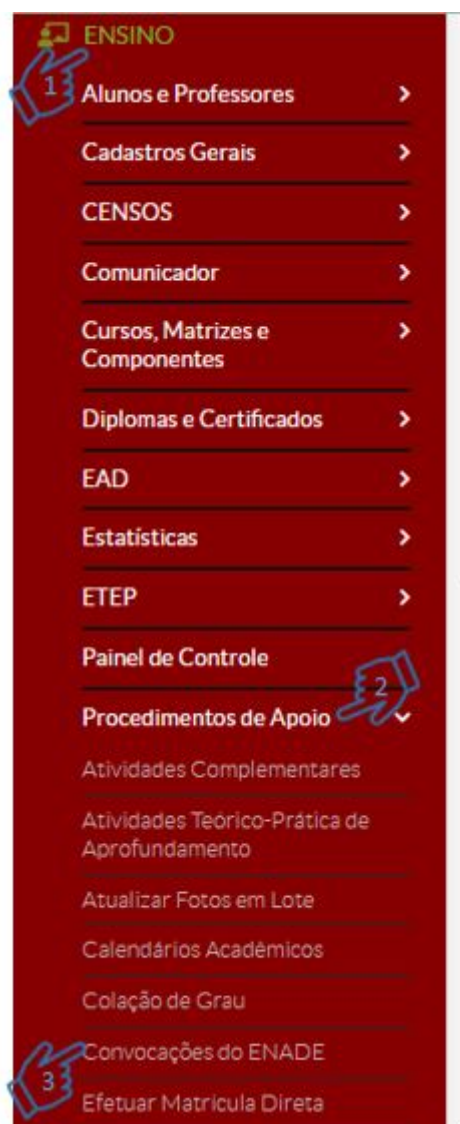 ENSINO
1
Alunos e Professores
Cadastros Gerais
CENSOS
Comunicador
Cursos, Matrizes e
Componentes
Diplomas e Certificados
EAD
Estatísticas
ETEP
Painel de Controle
2
Procedimentos de Apoio
Atividades Complementares
Atividades Teórico-Prática de
Aprofundamento
Atualizar Fotos em Lote
Calendários Acadêmicos
Colação de Grau
Convocações do ENADE
3
Efetuar Matrícula Direta